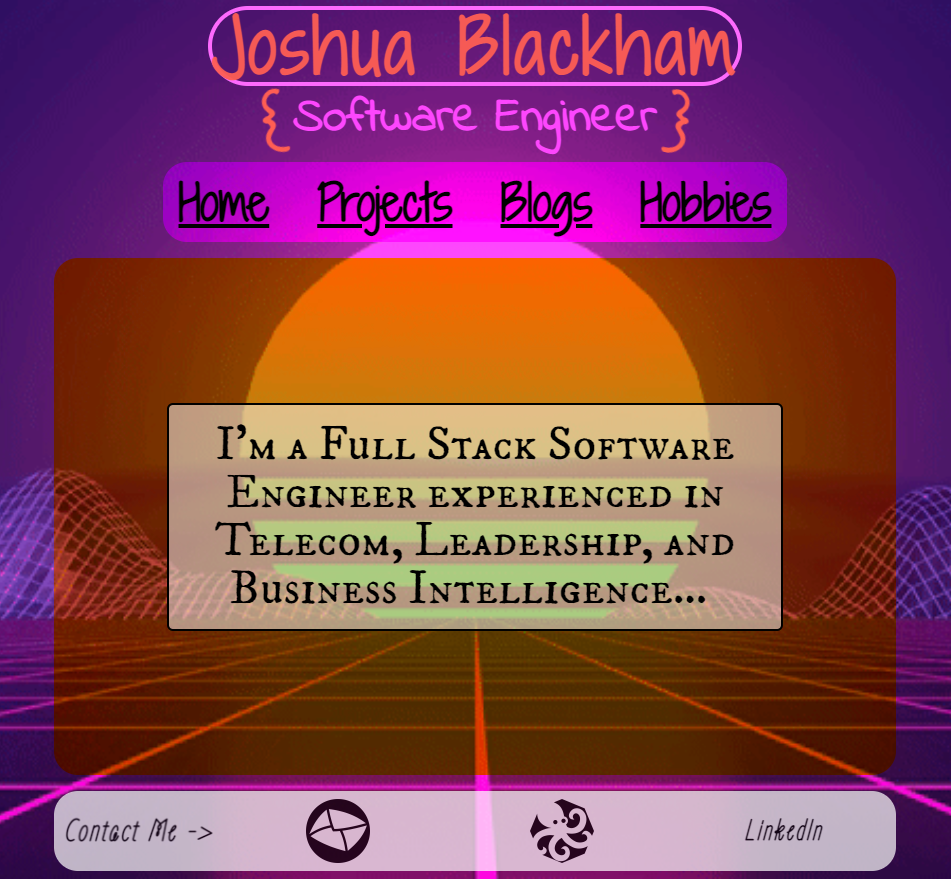 Joshua Blackham
{ Software Engineer }
Home Projects Blogs Hobbies
I'm a Full Stack Software
Engineer experienced in
Telecom, Leadership, and
Business Intelligence...
Contact Me -> LinkedIn